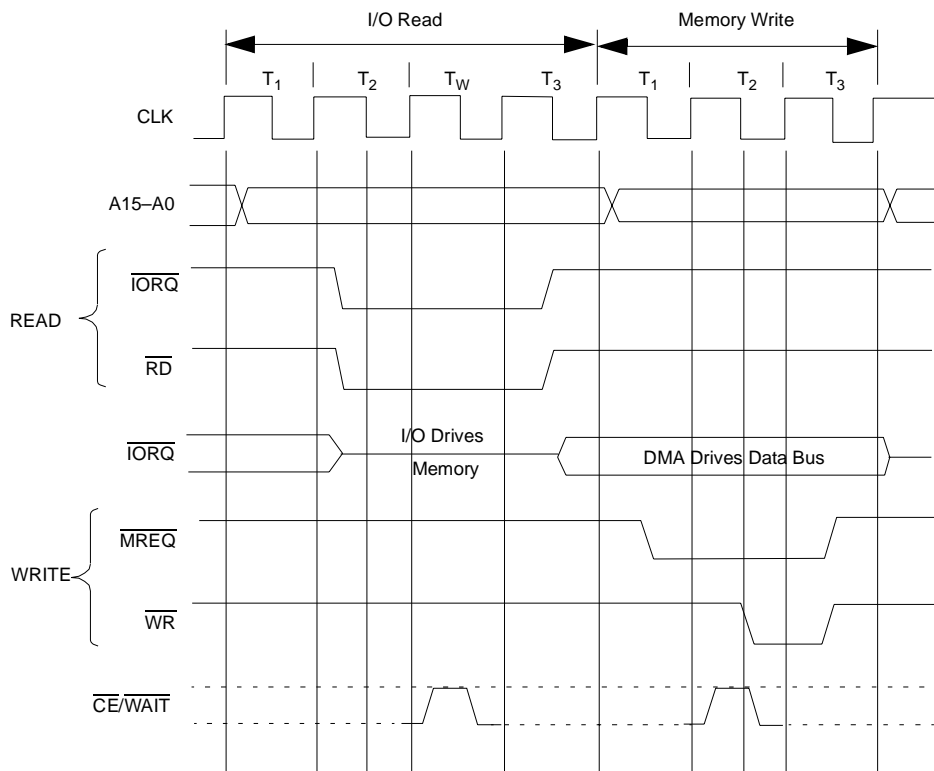 I/O Read Memory Write
T1 T2 TW T3 T1 T2 T3
CLK
A15–A0
IORQ
READ
RD
IORQ I/O Drives Memory DMA Drives Data Bus
MREQ
WRITE
WR
CE/WAIT